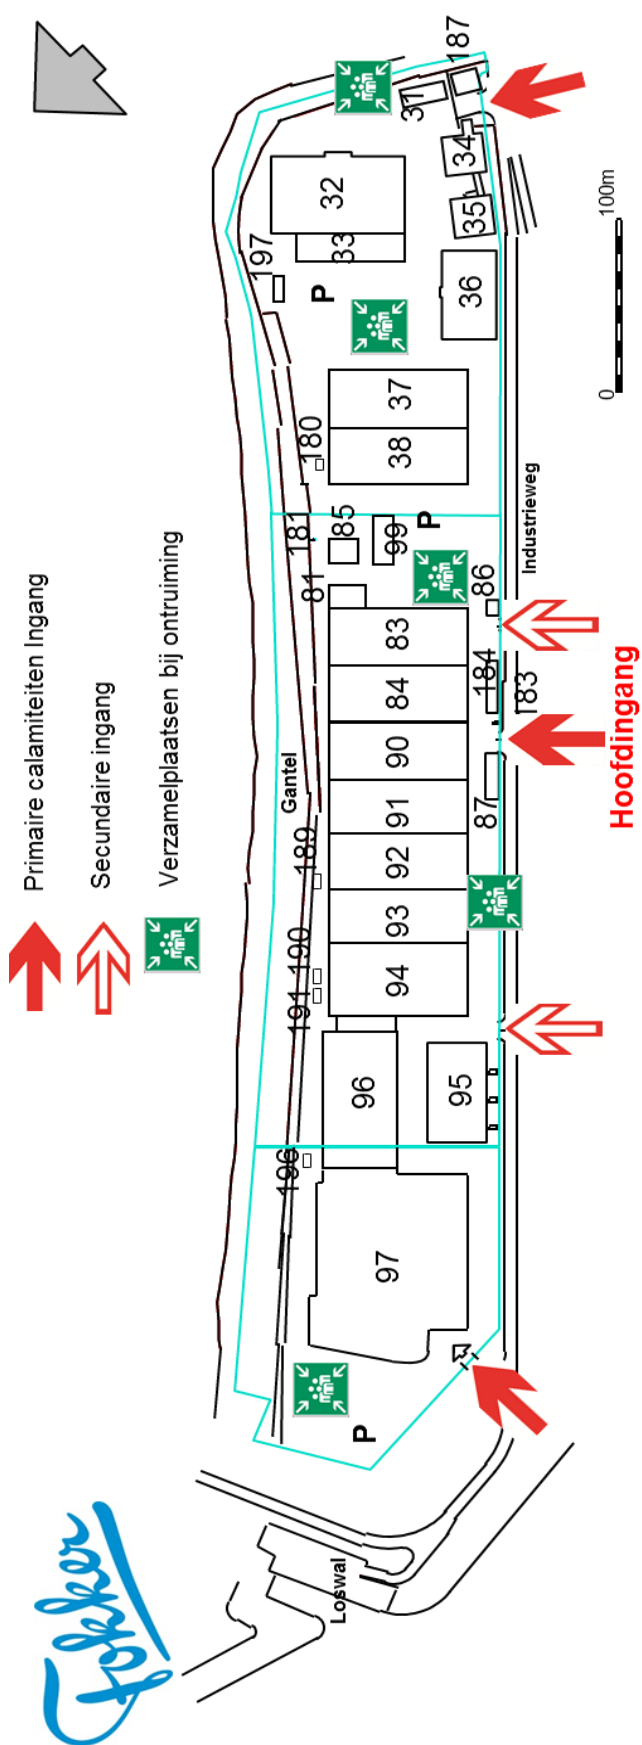 Fokker
Primaire calamiteiten Ingang
Secundaire ingang
Verzamelplaatsen bij ontruiming
Loswal
P
97
196
96
95
191
190
189
94
93
92
91
90
84
83
Gantel
87
183
184
86
Hoofdingang
Industrieweg
81
181
85
99
P
180
38
37
197
P
33
32
36
35
34
31
187
0
100m